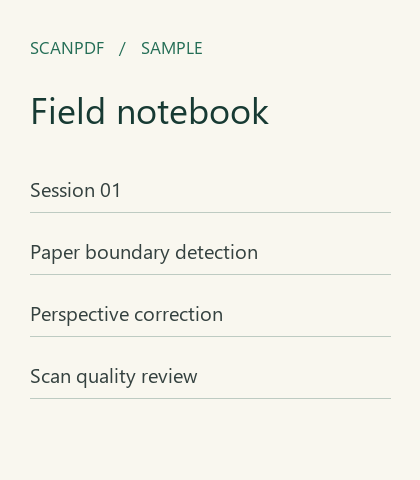 SCANPDF / SAMPLE
Field notebook
Session 01
Paper boundary detection
Perspective correction
Scan quality review